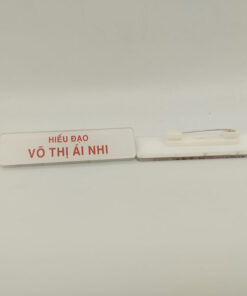 HIẾU ĐẠO
VÕ THỊ ÁI NHI